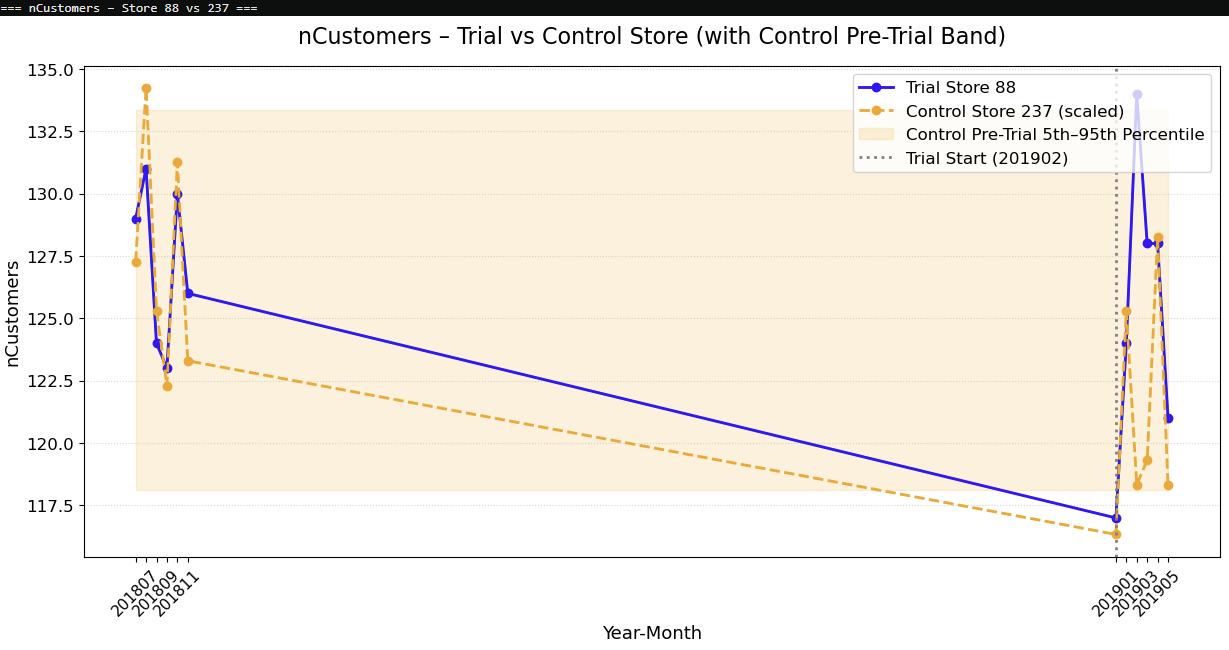 === nCustomers – Store 88 vs 237 ===
nCustomers – Trial vs Control Store (with Control Pre-Trial Band)
135.0
132.5
130.0
127.5
125.0
122.5
120.0
117.5
nCustomers
Trial Store 88
Control Store 237 (scaled)
Control Pre-Trial 5th–95th Percentile
Trial Start (201902)
201807
201809
201811
201901
201903
201905
Year-Month